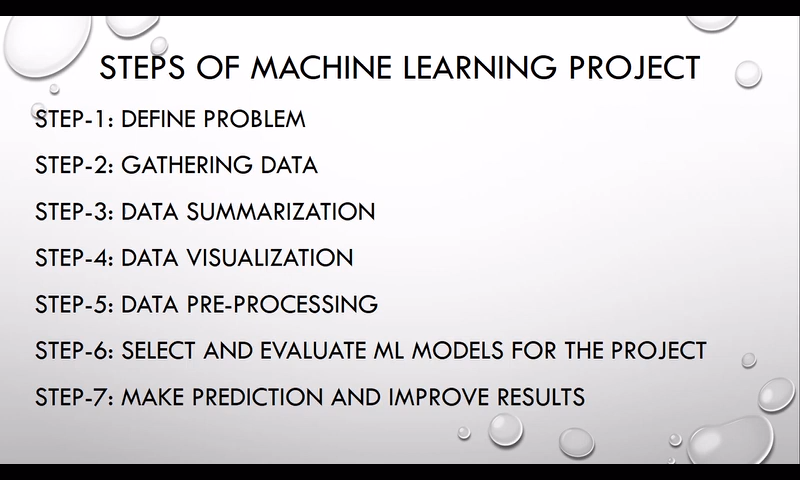 STEPS OF MACHINE LEARNING PROJECT
STEP-1: DEFINE PROBLEM
STEP-2: GATHERING DATA
STEP-3: DATA SUMMARIZATION
STEP-4: DATA VISUALIZATION
STEP-5: DATA PRE-PROCESSING
STEP-6: SELECT AND EVALUATE ML MODELS FOR THE PROJECT
STEP-7: MAKE PREDICTION AND IMPROVE RESULTS